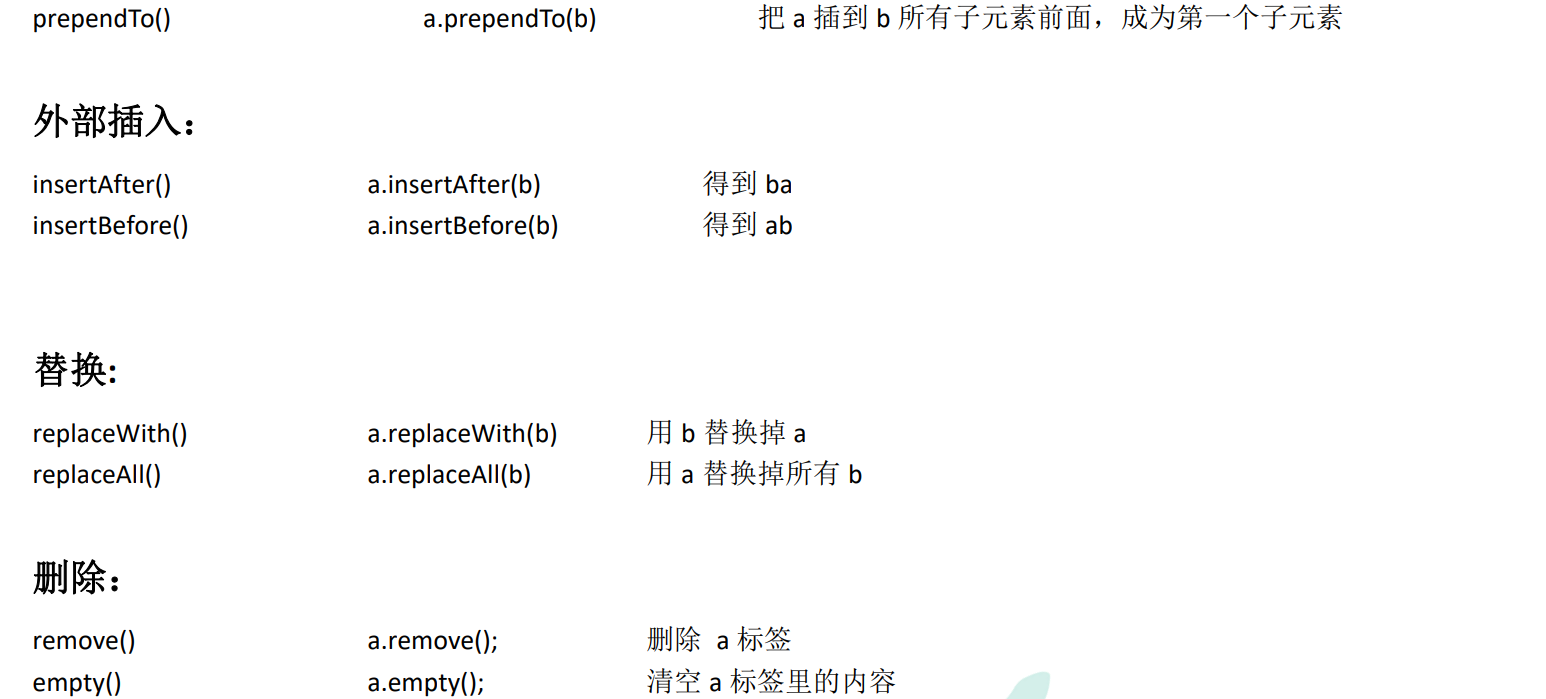 prependTo() a.prependTo(b) 把 a 插到 b 所有子元素前面，成为第一个子元素
外部插入：
insertAfter() a.insertAfter(b) 得到 ba
insertBefore() a.insertBefore(b) 得到 ab
替换:
replaceWith() a.replaceWith(b) 用 b 替换掉 a
replaceAll() a.replaceAll(b) 用 a 替换掉所有 b
删除：
remove() a.remove(); 删除 a 标签
empty() a.empty(); 清空 a 标签里的内容